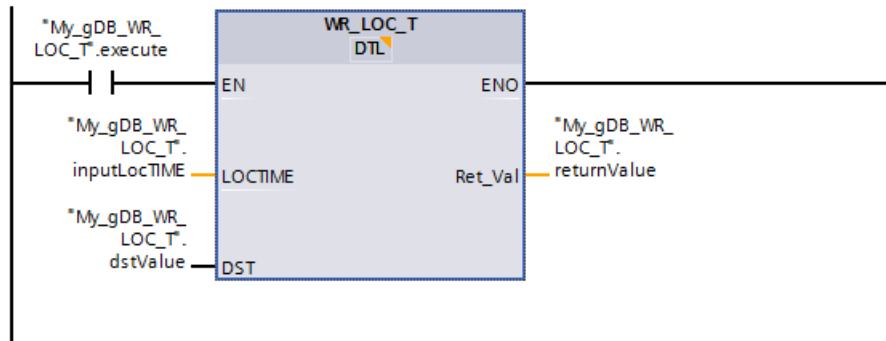 "My_gDB_WR_
LOC_T".execute
WR_LOC_T
DTL
EN
ENO
"My_gDB_WR_
LOC_T".
inputLocTIME
LOCTIME
Ret_Val
"My_gDB_WR_
LOC_T".
returnValue
"My_gDB_WR_
LOC_T".
dstValue
DST